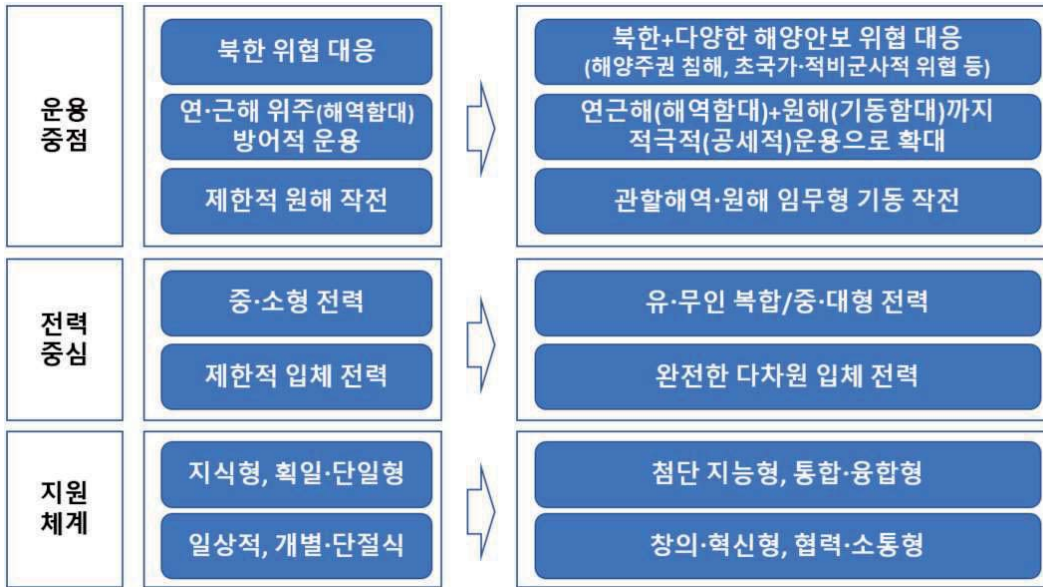 운용
중점
북한 위협 대응
연·근해 위주(해역함대)
방어적 운용
제한적 원해 작전
북한+다양한 해양안보 위협 대응
(해양주권 침해, 초국가·적비군사적 위협 등)
연근해(해역함대)+원해(기동함대)까지
적극적(공세적)운용으로 확대
관할해역·원해 임무형 기동 작전
전력
중심
중·소형 전력
제한적 입체 전력
유·무인 복합/중·대형 전력
완전한 다차원 입체 전력
지원
체계
지식형, 획일·단일형
일상적, 개별·단절식
첨단 지능형, 통합·융합형
창의·혁신형, 협력·소통형